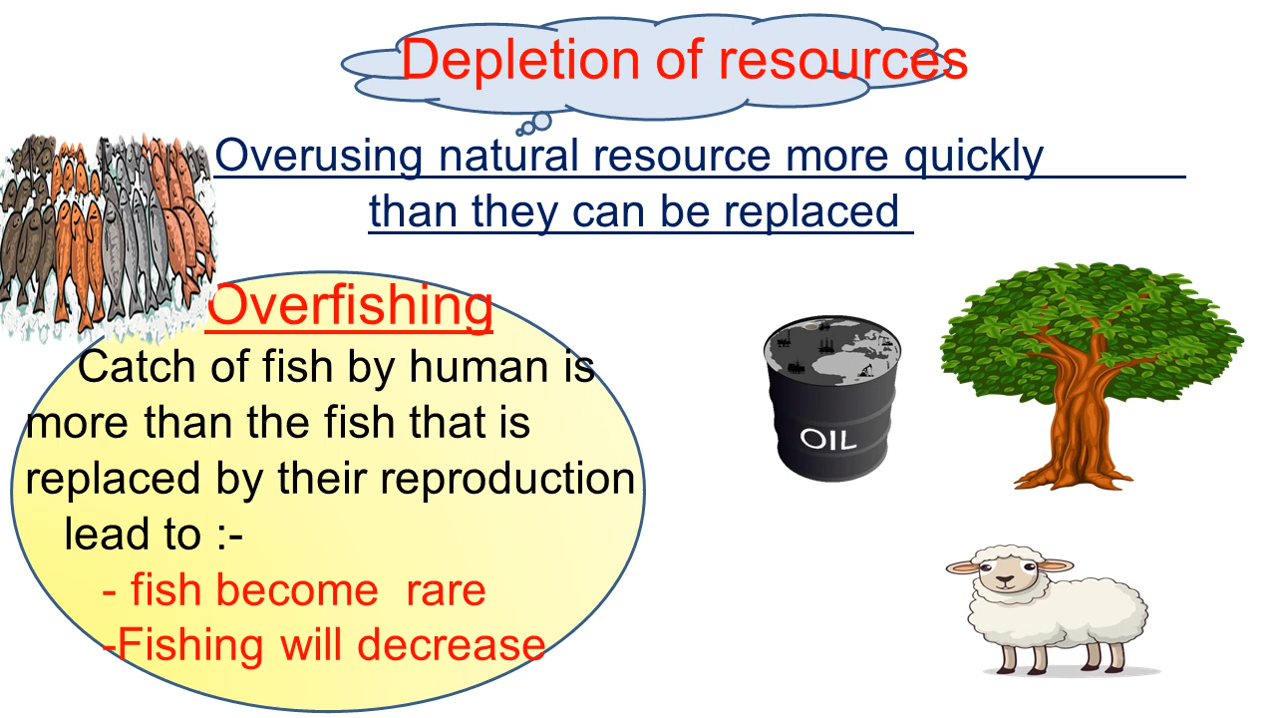 Depletion of resources
Overusing natural resource more quickly
than they can be replaced
Overfishing
Catch of fish by human is
more than the fish that is
replaced by their reproduction
lead to :-
- fish become rare
-Fishing will decrease
OIL